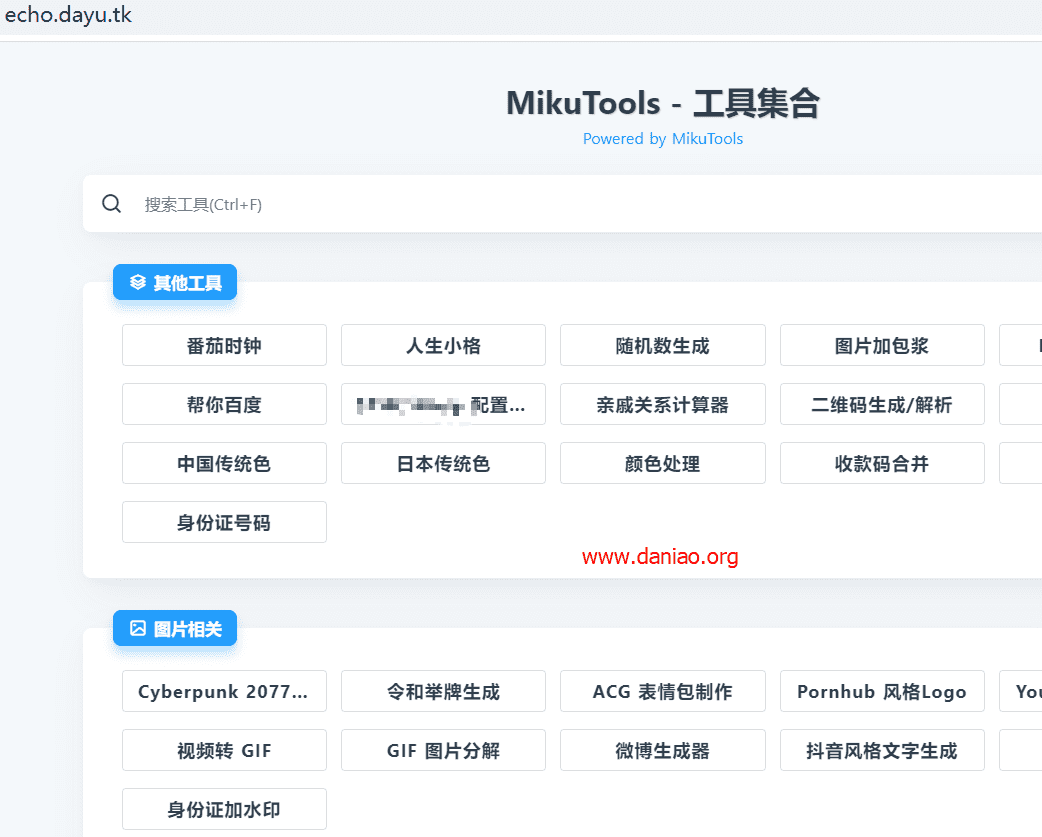 echo.dayu.tk
MikuTools - 工具集合
Powered by MikuTools
搜索工具(Ctrl+F)
其他工具
番茄时钟 人生小格 随机数生成 图片加包浆
帮你百度 配置... 亲戚关系计算器 二维码生成/解析
中国传统色 日本传统色 颜色处理 收款码合并
身份证号码
www.daniao.org
图片相关
Cyberpunk 2077... 令和举牌生成 ACG 表情包制作 Pornhub 风格Logo You
视频转 GIF GIF 图片分解 微博生成器 抖音风格文字生成
身份证加水印